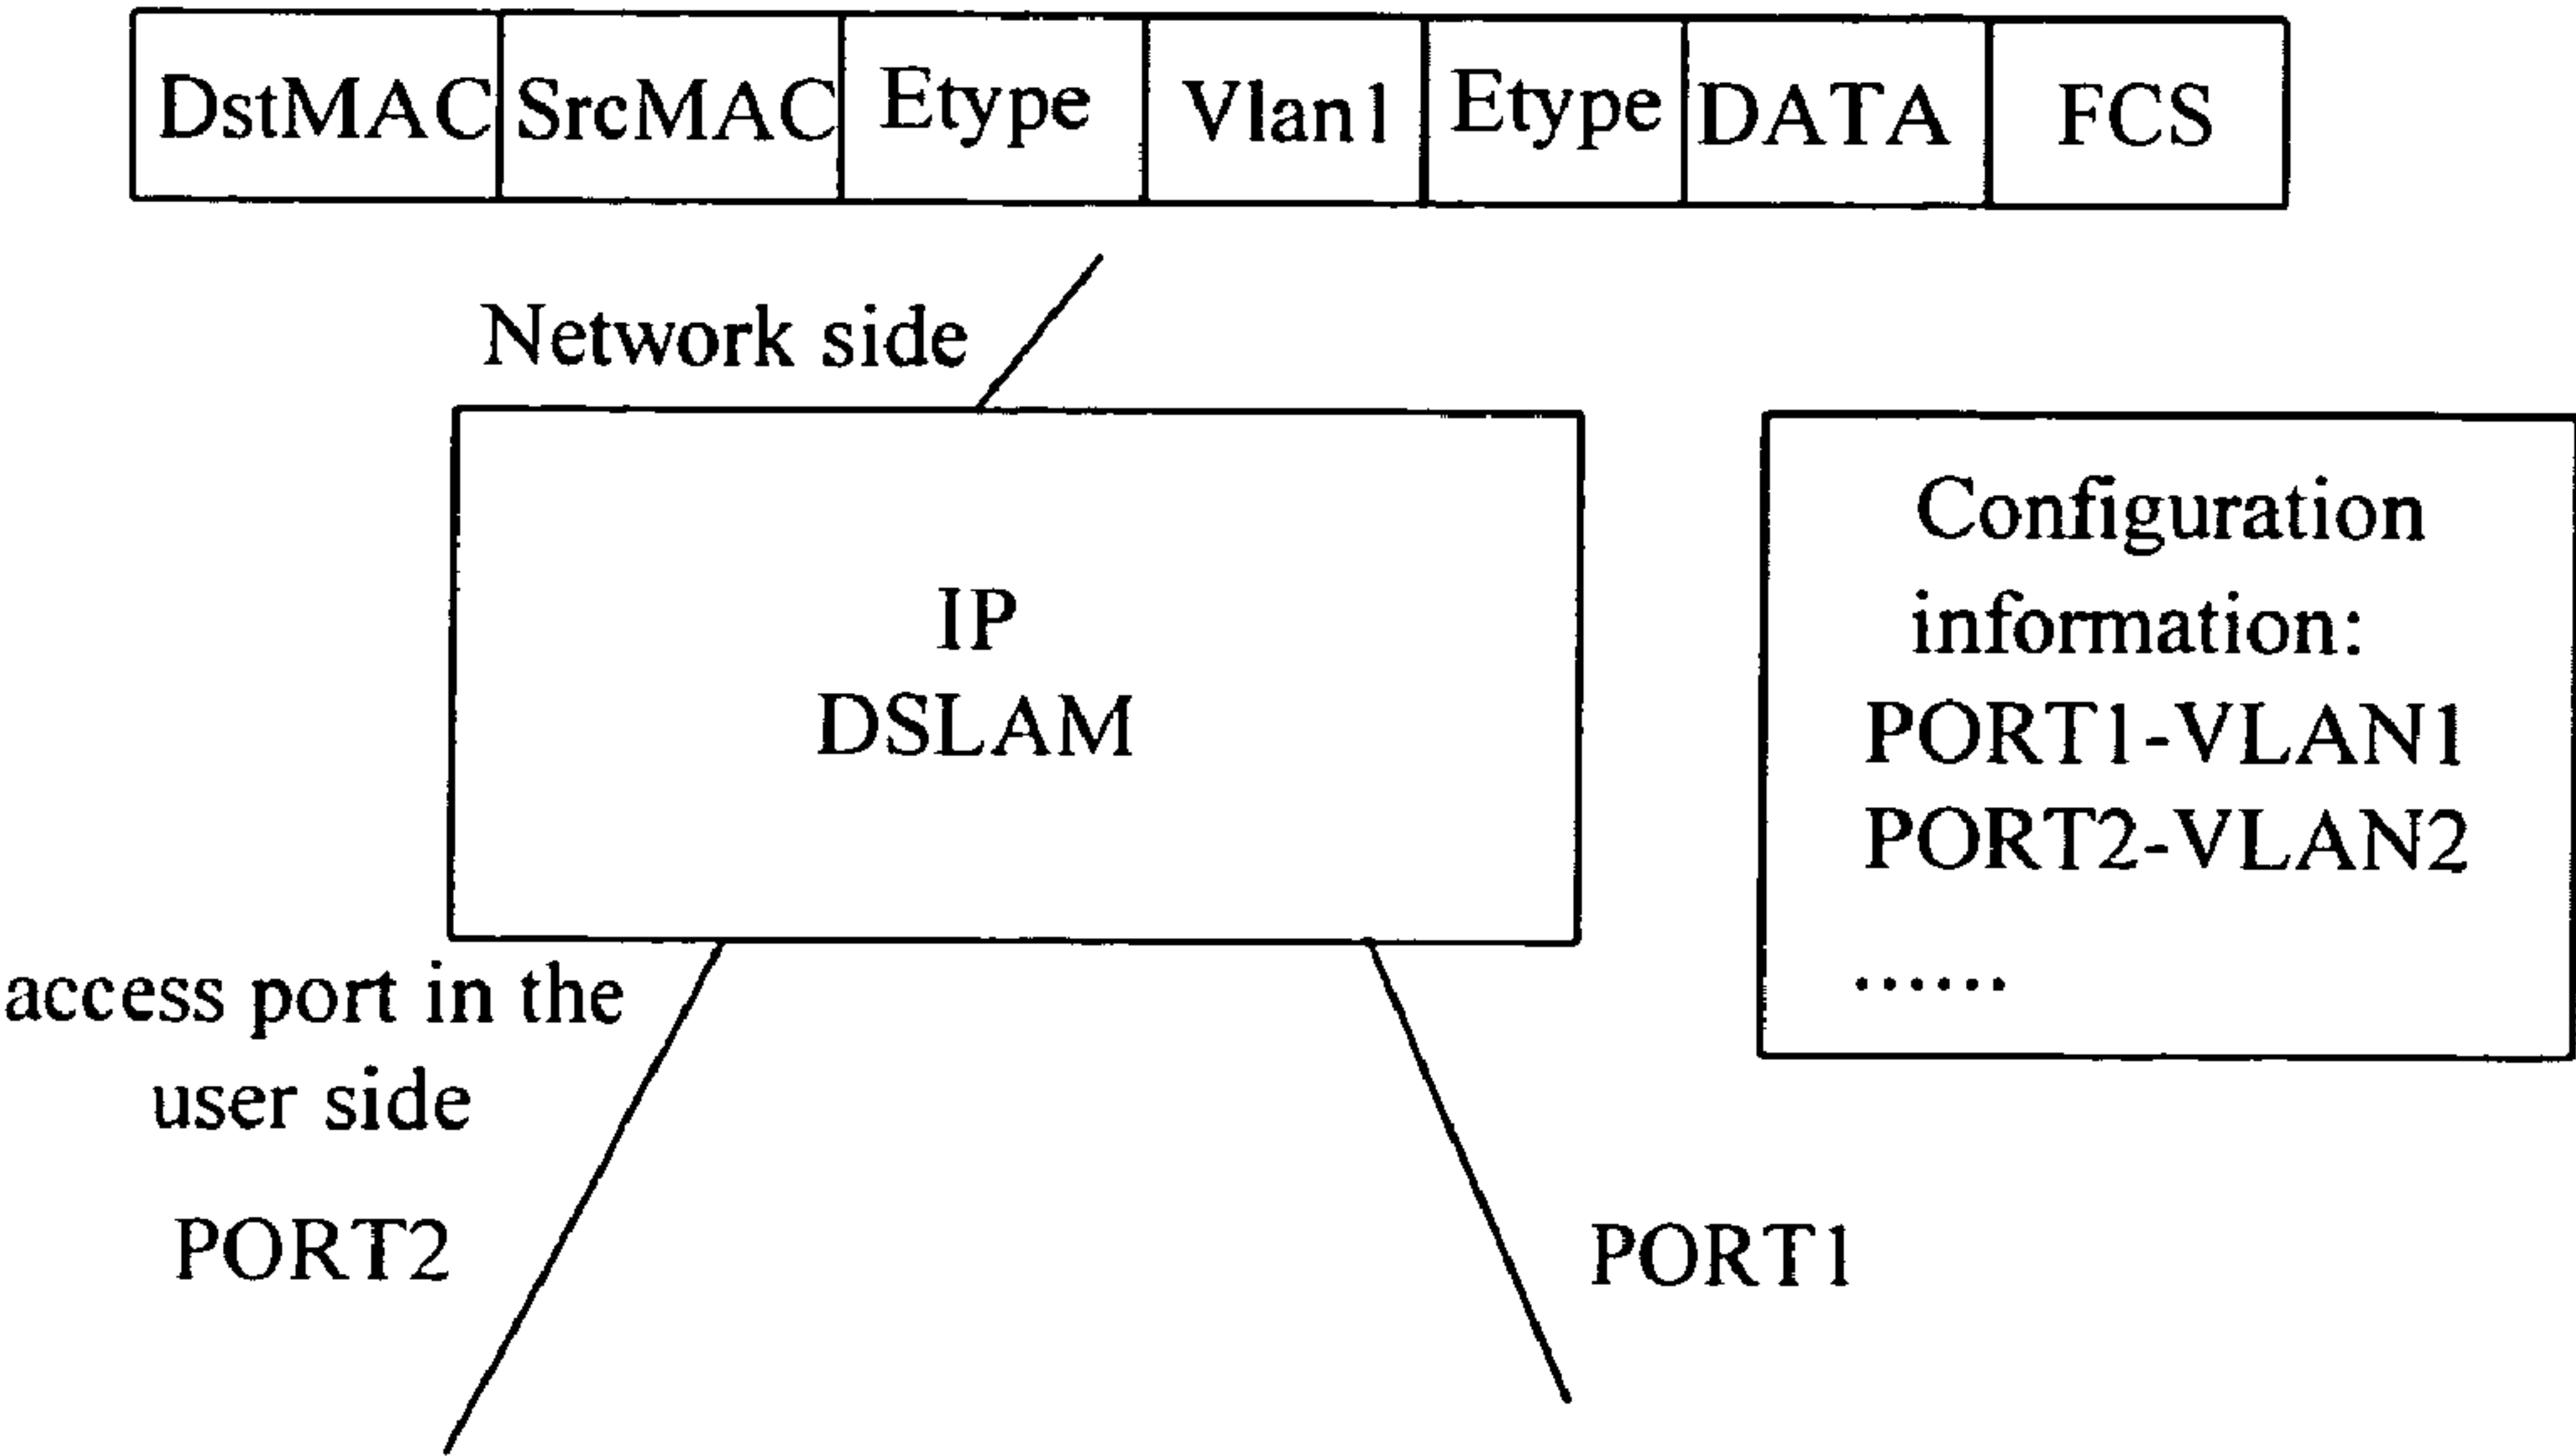 DstMAC SrcMAC Etype Vlan1 Etype DATA FCS
Network side
IP
DSLAM
Configuration
information:
PORT1-VLAN1
PORT2-VLAN2
......
access port in the
user side
PORT2
PORT1